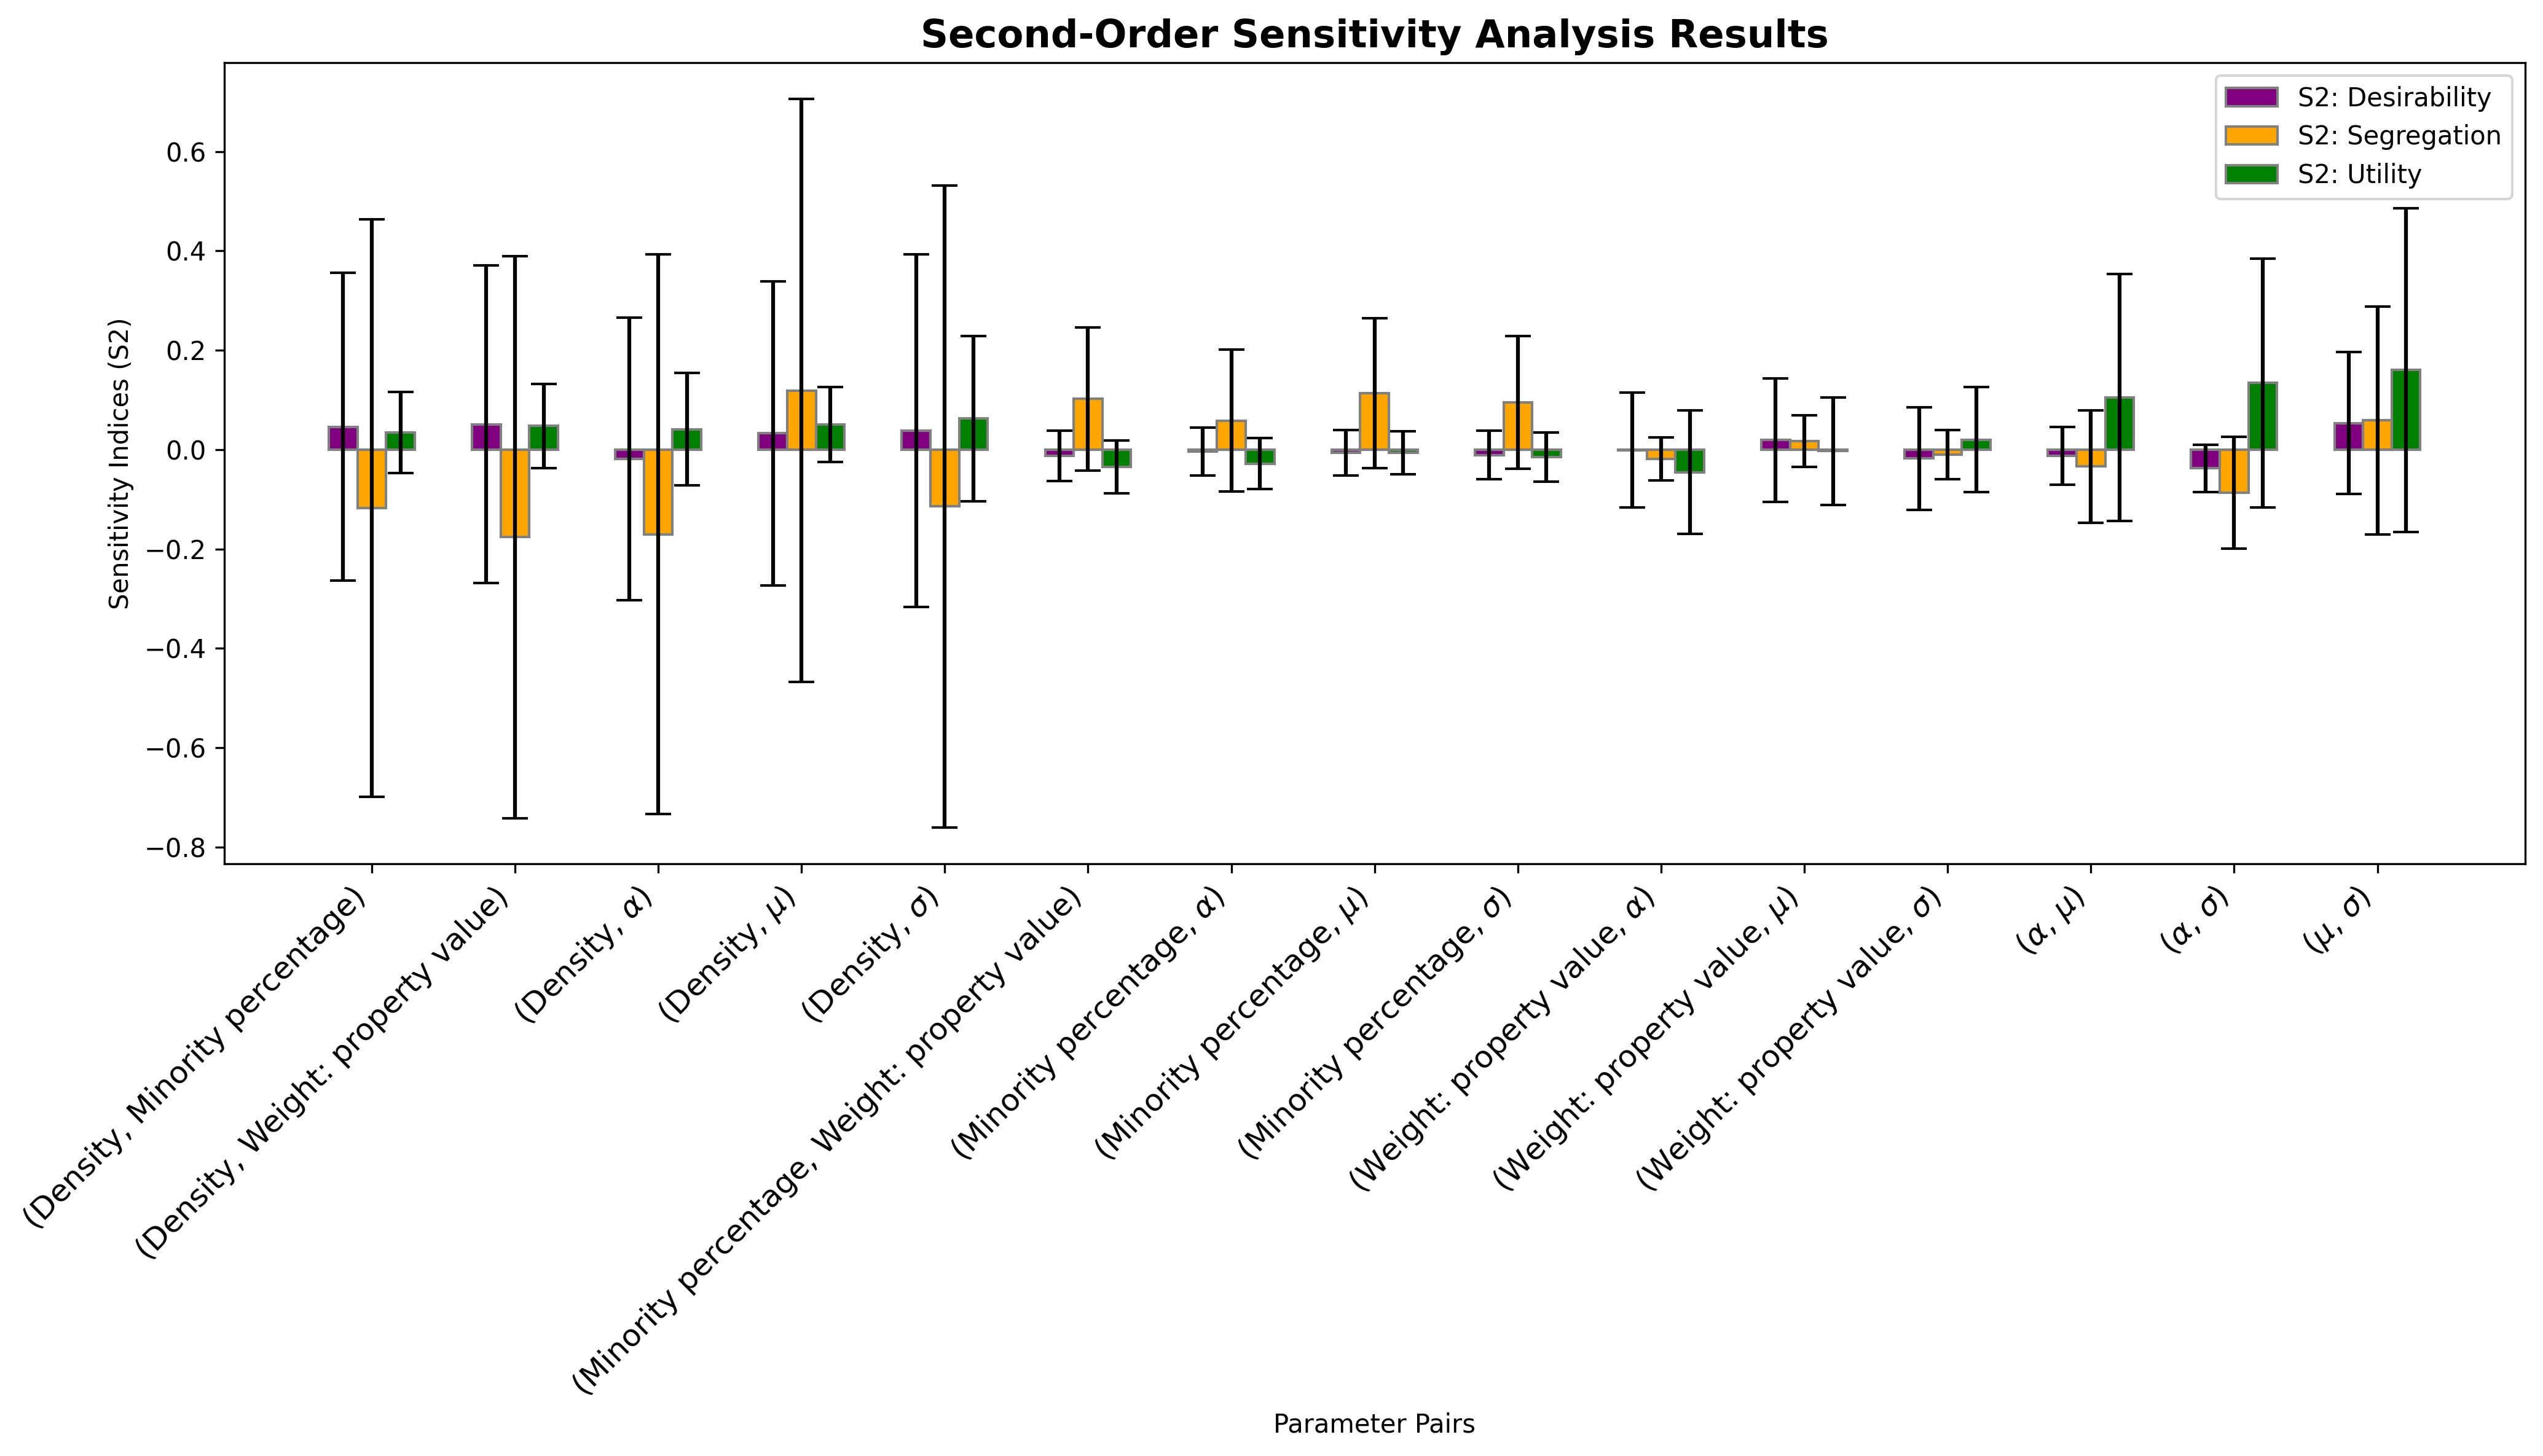 Second-Order Sensitivity Analysis Results
S2: Desirability
S2: Segregation
S2: Utility
Sensitivity Indices (S2)
0.6
0.4
0.2
0.0
−0.2
−0.4
−0.6
−0.8
(Density, Minority percentage)
(Density, Weight: property value)
(Density, α)
(Density, μ)
(Density, σ)
(Minority percentage, Weight: property value)
(Minority percentage, α)
(Minority percentage, μ)
(Minority percentage, σ)
(Weight: property value, α)
(Weight: property value, μ)
(Weight: property value, σ)
(α, μ)
(α, σ)
(μ, σ)
Parameter Pairs